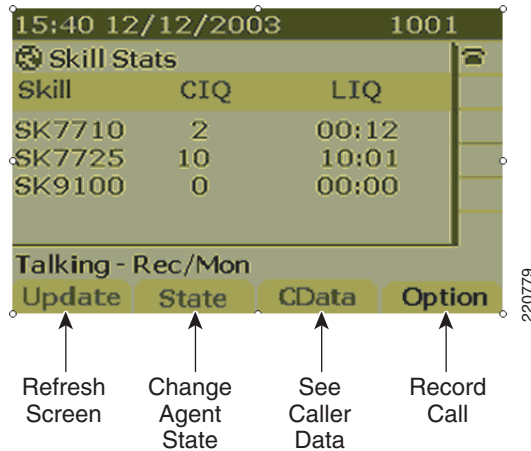 15:40 12/12/2003 1001
Skill Stats
Skill CIQ LIQ
SK7710 2 00:12
SK7725 10 10:01
SK9100 0 00:00
Talking - Rec/Mon
Update State CData Option
220779
Refresh Screen
Change Agent State
See Caller Data
Record Call